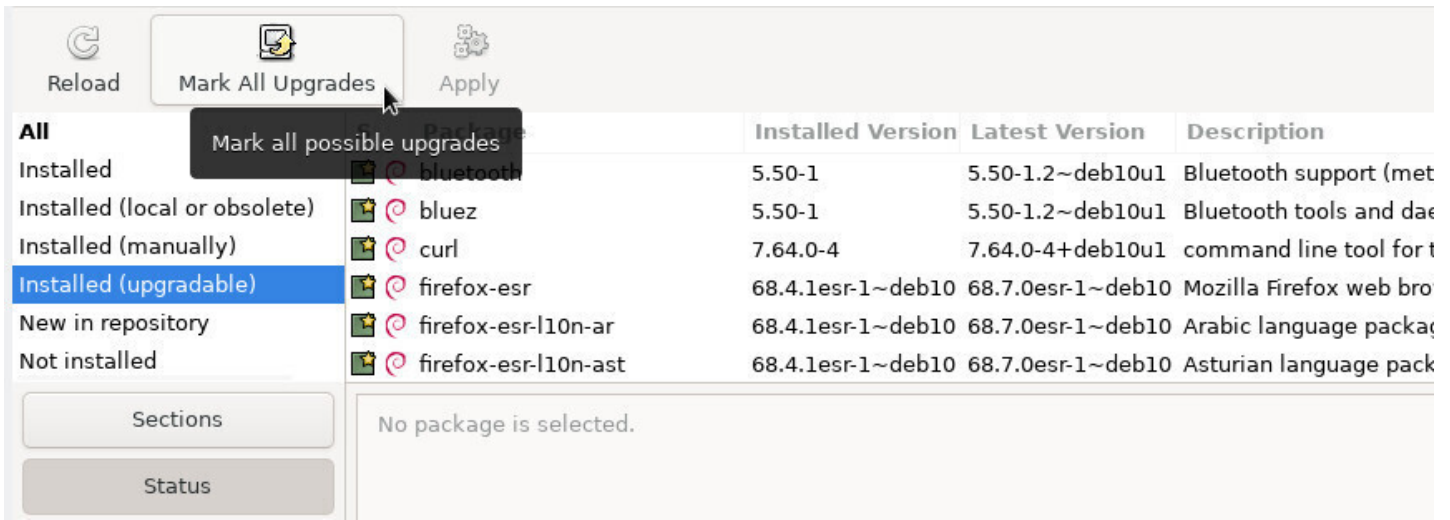 Reload
Mark All Upgrades
Apply
Mark all possible upgrades
All
Installed
Installed (local or obsolete)
Installed (manually)
Installed (upgradable)
New in repository
Not installed
Sections
Status
S Package Installed Version Latest Version Description
bluetooth 5.50-1 5.50-1.2~deb10u1 Bluetooth support (met
bluez 5.50-1 5.50-1.2~deb10u1 Bluetooth tools and dae
curl 7.64.0-4 7.64.0-4+deb10u1 command line tool for t
firefox-esr 68.4.1esr-1~deb10 68.7.0esr-1~deb10 Mozilla Firefox web bro
firefox-esr-l10n-ar 68.4.1esr-1~deb10 68.7.0esr-1~deb10 Arabic language packag
firefox-esr-l10n-ast 68.4.1esr-1~deb10 68.7.0esr-1~deb10 Asturian language pack
No package is selected.